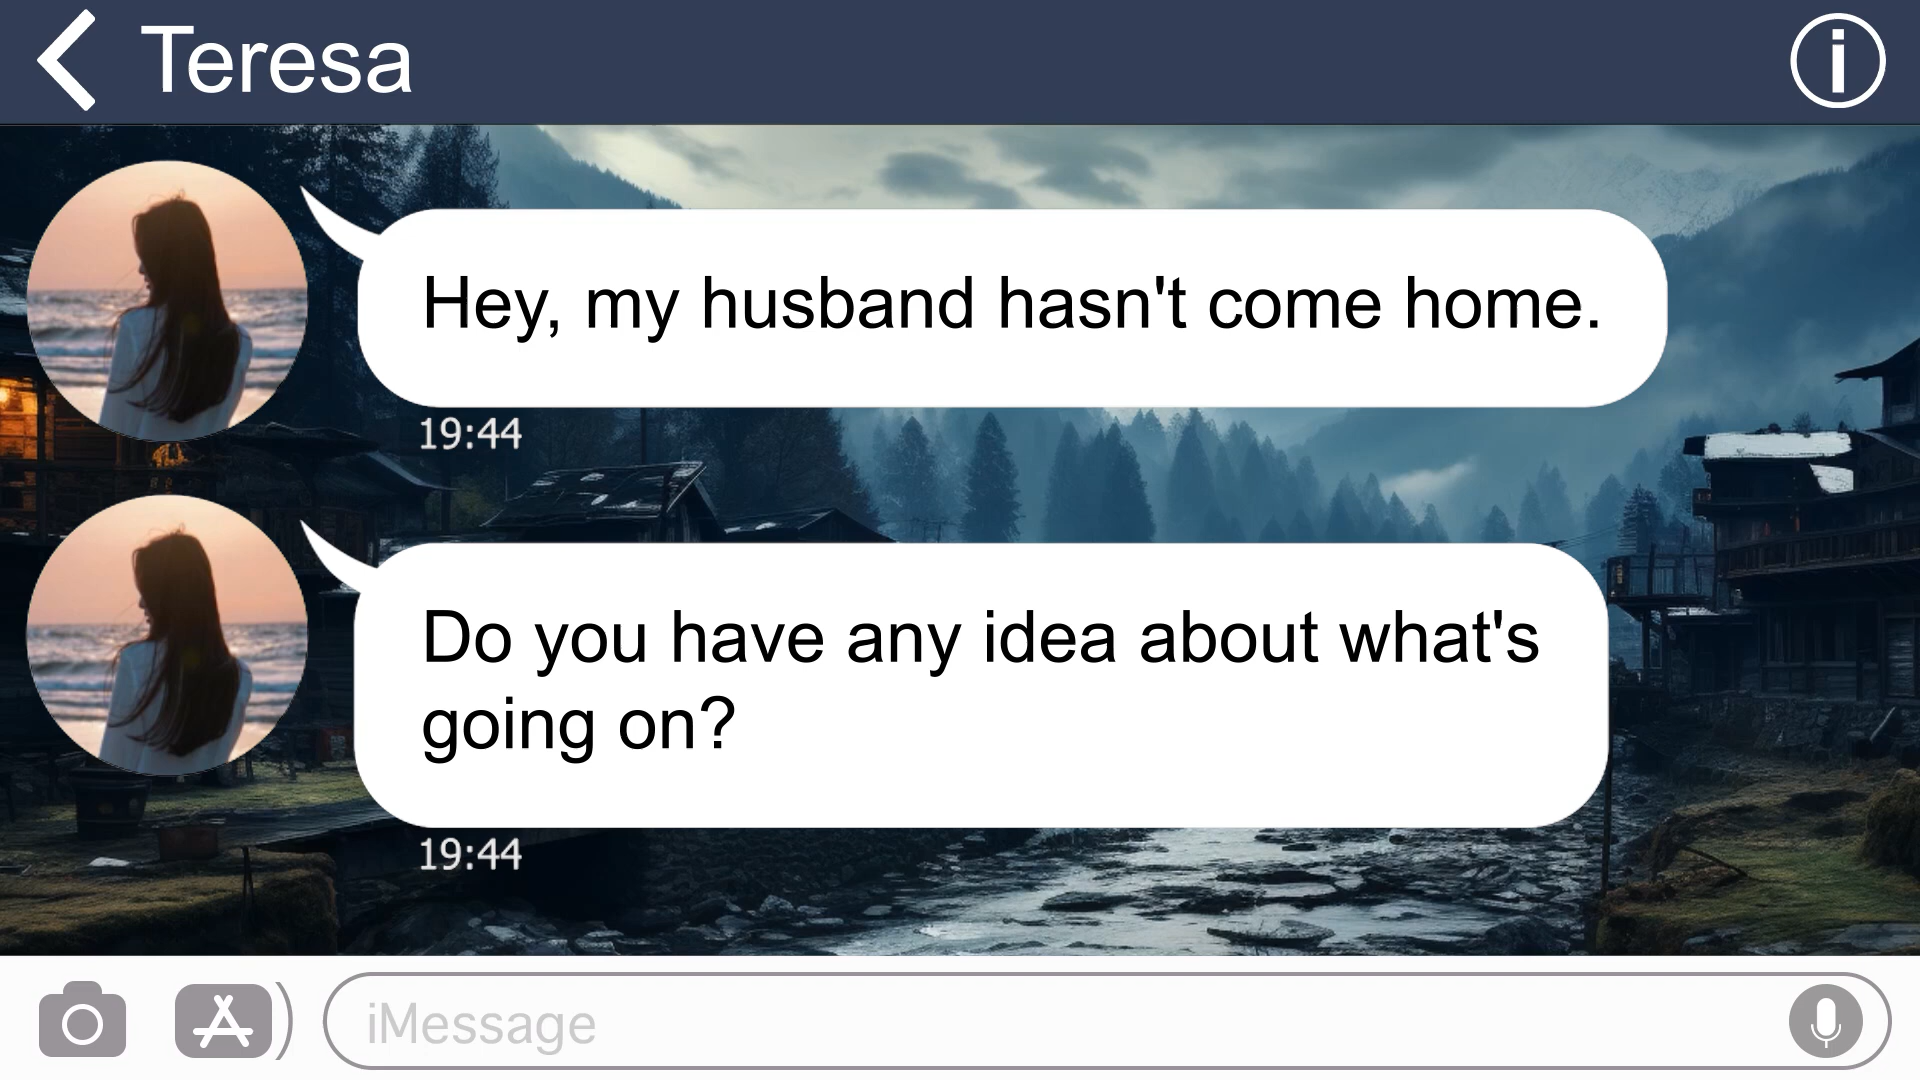 Teresa
Hey, my husband hasn't come home.
19:44
Do you have any idea about what's
going on?
19:44
iMessage